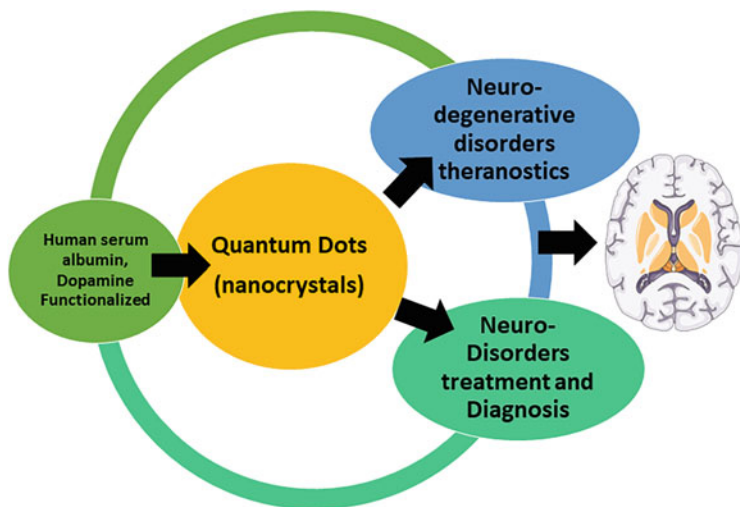 Neuro-
degenerative
disorders
theranostics
Human serum
albumin,
Dopamine
Functionalized
Quantum Dots
(nanocrystals)
Neuro-
Disorders
treatment and
Diagnosis